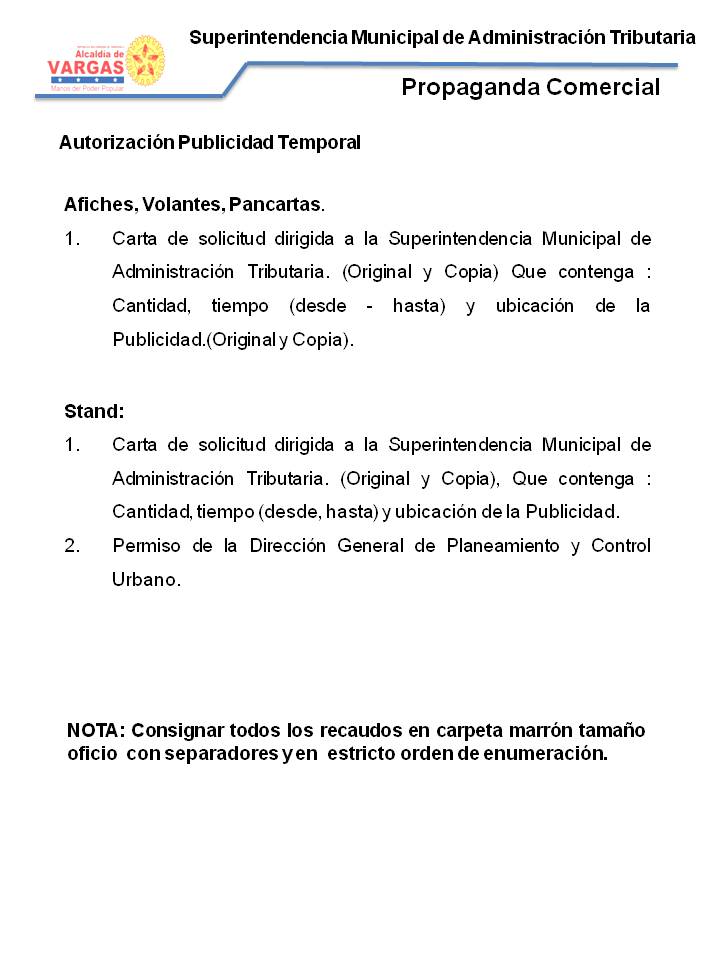 Superintendencia Municipal de Administración Tributaria
Alcaldía de
VARGAS
Manos del Poder Popular
Propaganda Comercial
Autorización Publicidad Temporal
Afiches, Volantes, Pancartas.
1. Carta de solicitud dirigida a la Superintendencia Municipal de
Administración Tributaria. (Original y Copia) Que contenga :
Cantidad, tiempo (desde - hasta) y ubicación de la
Publicidad.(Original y Copia).
Stand:
1. Carta de solicitud dirigida a la Superintendencia Municipal de
Administración Tributaria. (Original y Copia), Que contenga :
Cantidad, tiempo (desde, hasta) y ubicación de la Publicidad.
2. Permiso de la Dirección General de Planeamiento y Control
Urbano.
NOTA: Consignar todos los recaudos en carpeta marrón tamaño
oficio con separadores y en estricto orden de enumeración.